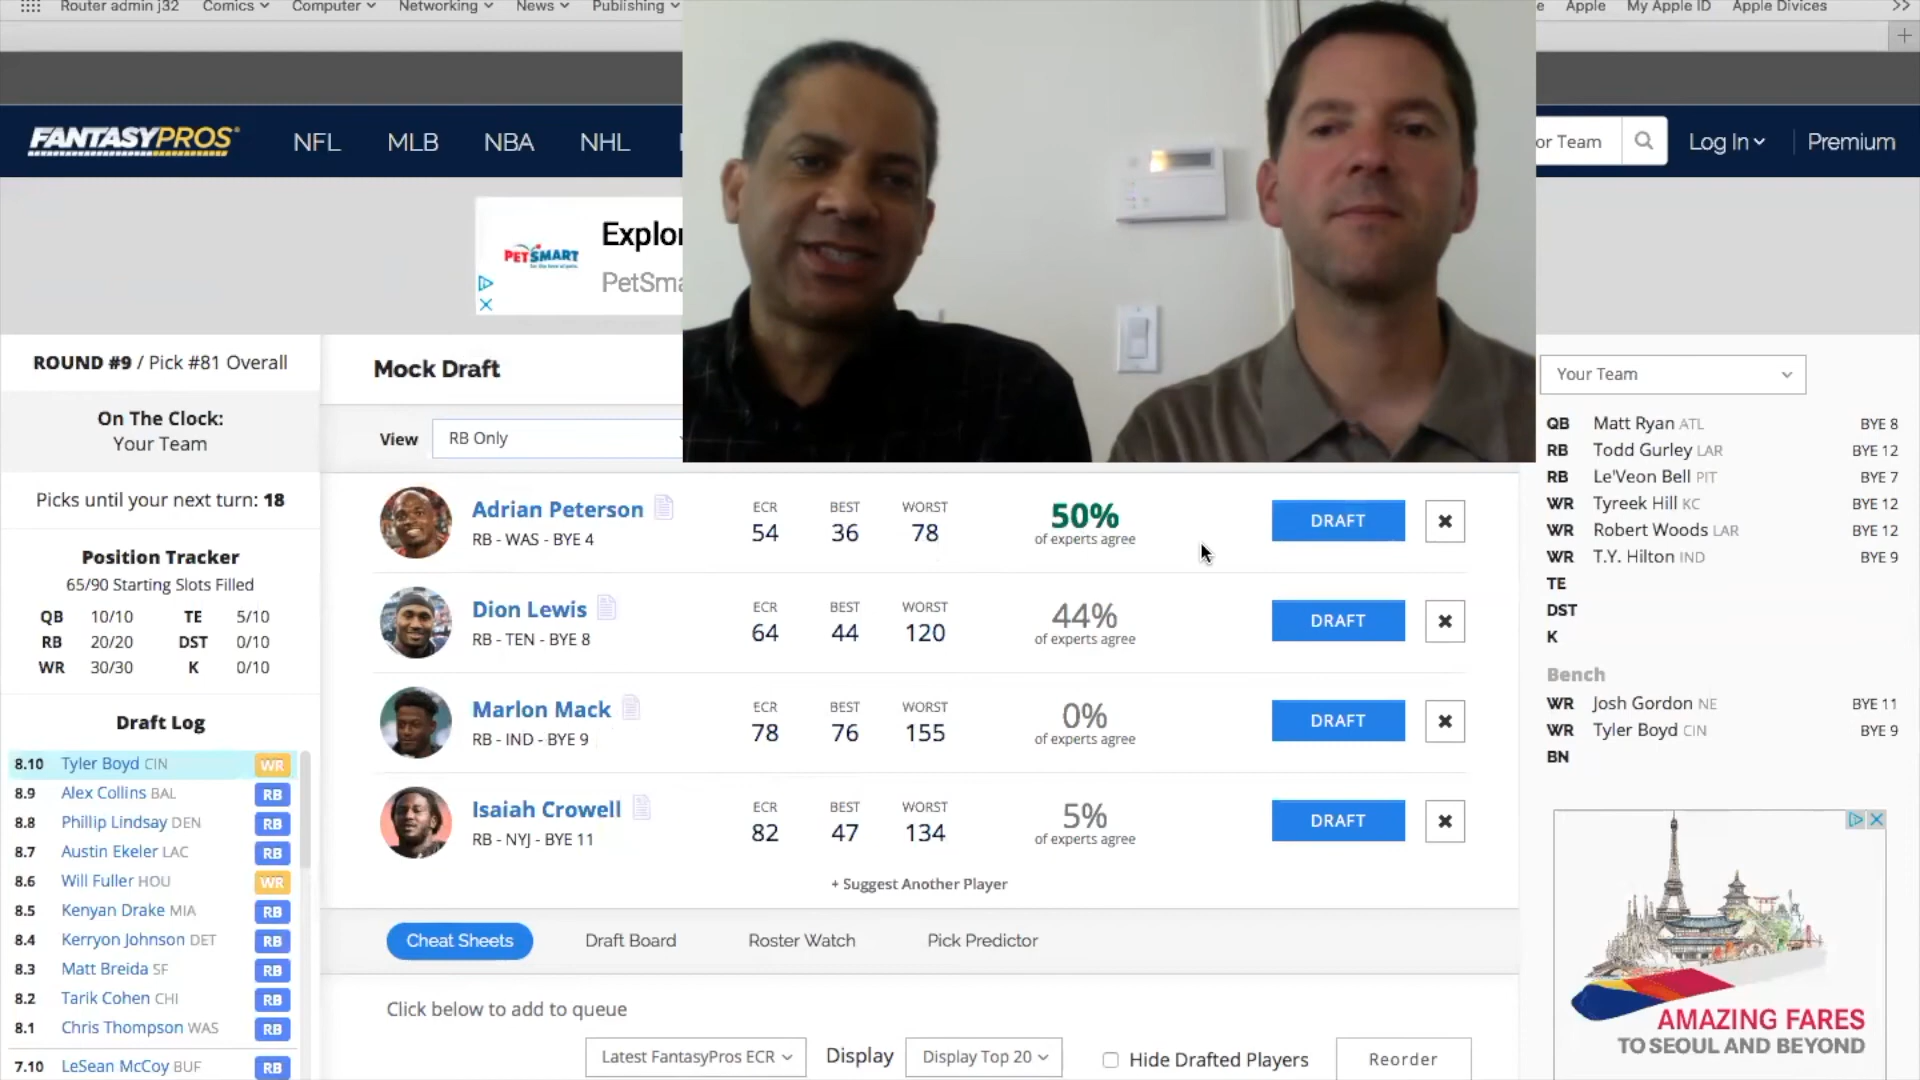 Router admin j32 Comics Computer Networking News Publishing Apple My Apple ID Apple Divices >>
+
FANTASYPROS® NFL MLB NBA NHL or Team Log In Premium
PETSMART
Explor
PetSma
ROUND #9 / Pick #81 Overall
On The Clock:
Your Team
Picks until your next turn: 18
Position Tracker
65/90 Starting Slots Filled
QB 10/10 TE 5/10
RB 20/20 DST 0/10
WR 30/30 K 0/10
Draft Log
8.10 Tyler Boyd CIN WR
8.9 Alex Collins BAL RB
8.8 Phillip Lindsay DEN RB
8.7 Austin Ekeler LAC RB
8.6 Will Fuller HOU WR
8.5 Kenyan Drake MIA RB
8.4 Kerryon Johnson DET RB
8.3 Matt Breida SF RB
8.2 Tarik Cohen CHI RB
8.1 Chris Thompson WAS RB
7.10 LeSean McCoy BUF RB
Mock Draft
View RB Only
Adrian Peterson ECR BEST WORST 50%
RB - WAS - BYE 4 54 36 78 of experts agree DRAFT
Dion Lewis ECR BEST WORST 44%
RB - TEN - BYE 8 64 44 120 of experts agree DRAFT
Marlon Mack ECR BEST WORST 0%
RB - IND - BYE 9 78 76 155 of experts agree DRAFT
Isaiah Crowell ECR BEST WORST 5%
RB - NYJ - BYE 11 82 47 134 of experts agree DRAFT
+ Suggest Another Player
Cheat Sheets Draft Board Roster Watch Pick Predictor
Click below to add to queue
Latest FantasyPros ECR Display Display Top 20 Hide Drafted Players Reorder
Your Team
QB Matt Ryan ATL BYE 8
RB Todd Gurley LAR BYE 12
RB Le'Veon Bell PIT BYE 7
WR Tyreek Hill KC BYE 12
WR Robert Woods LAR BYE 12
WR T.Y. Hilton IND BYE 9
TE
DST
K
Bench
WR Josh Gordon NE BYE 11
WR Tyler Boyd CIN BYE 9
BN
AMAZING FARES
TO SEOUL AND BEYOND